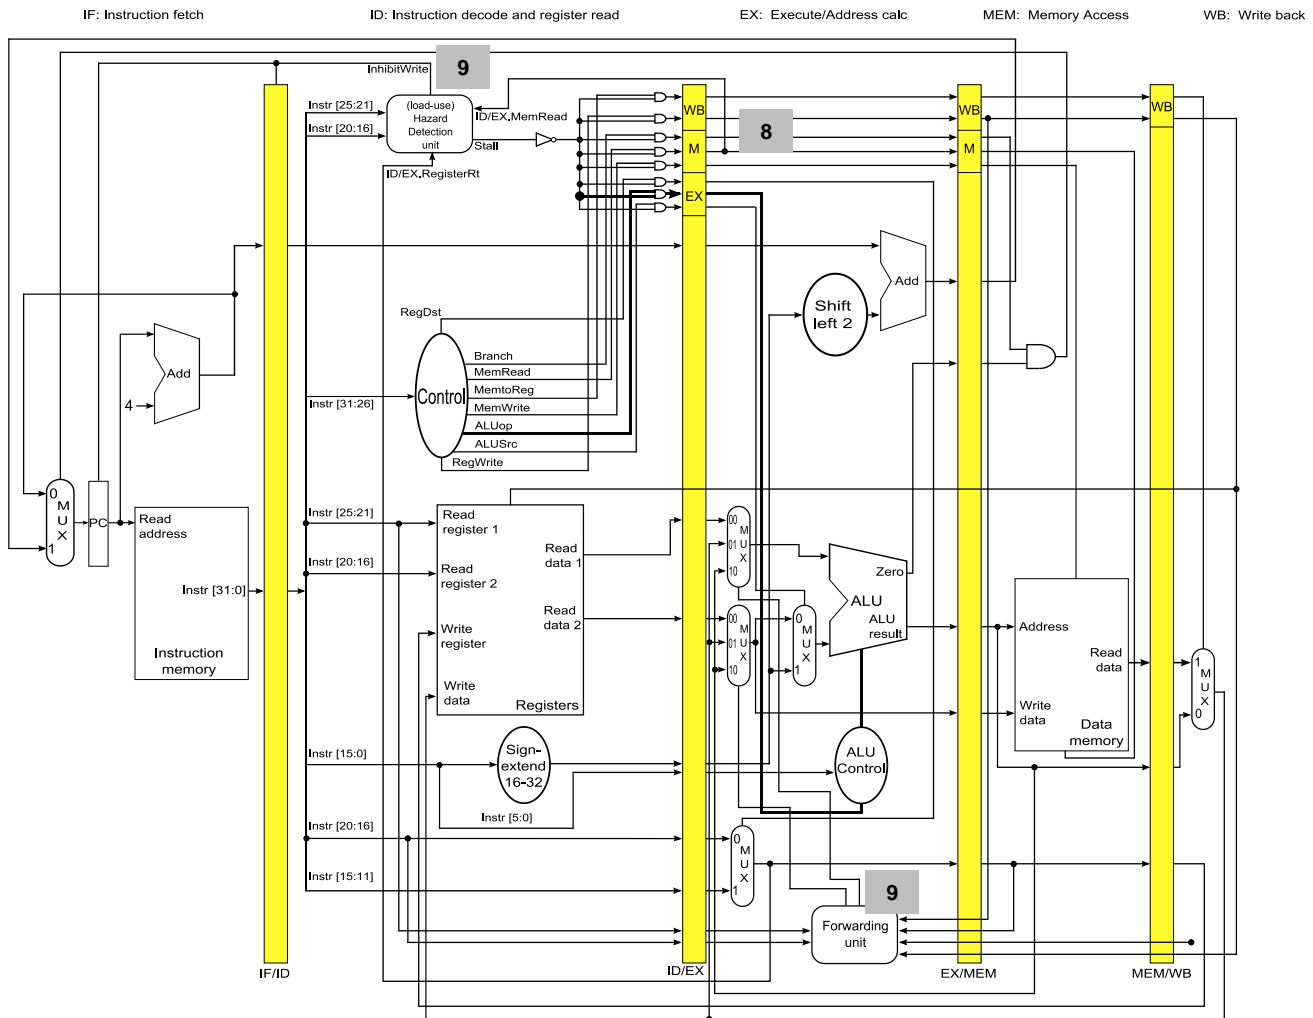 IF: Instruction fetch
ID: Instruction decode and register read
EX: Execute/Address calc
MEM: Memory Access
WB: Write back
InhibitWrite
9
Instr [25:21]
Instr [20:16]
(load-use)
Hazard
Detection
unit
ID/EX.MemRead
Stall
ID/EX.RegisterRt
WB
M
EX
8
WB
M
WB
Add
Shift
left 2
RegDst
Branch
MemRead
MemtoReg
MemWrite
ALUop
ALUSrc
RegWrite
Control
Instr [31:26]
Add
4
0
M
U
X
1
PC
Read
address
Instr [31:0]
Instruction
memory
Instr [25:21]
Instr [20:16]
Read
register 1
Read
register 2
Write
register
Write
data
Read
data 1
Read
data 2
Registers
00
01
10
M
U
X
00
01
10
M
U
X
0
M
U
X
1
Zero
ALU
ALU
result
Address
Read
data
Write
data
Data
memory
1
M
U
X
0
Instr [15:0]
Sign-
extend
16-32
Instr [5:0]
ALU
Control
Instr [20:16]
Instr [15:11]
0
M
U
X
1
9
Forwarding
unit
IF/ID
ID/EX
EX/MEM
MEM/WB